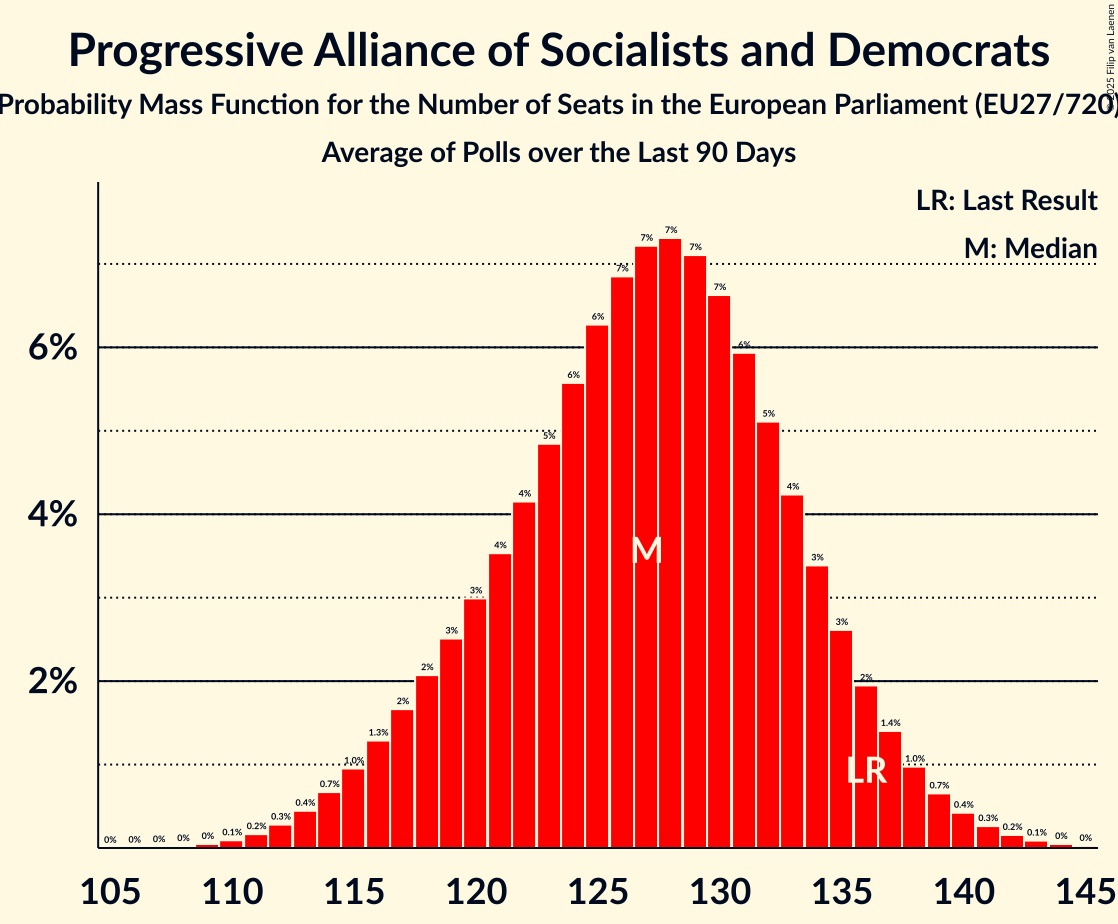 Progressive Alliance of Socialists and Democrats
Probability Mass Function for the Number of Seats in the European Parliament (EU27/720)
Average of Polls over the Last 90 Days
© 2025 Filip van Laenen
LR: Last Result
M: Median
6%
4%
2%
0% 0% 0% 0% 0% 0.1% 0.2% 0.3% 0.4% 0.7% 1.0% 1.3% 2% 2% 3% 3% 4% 4% 5% 6% 6% 7% 7% 7% 7% 7% 6% 5% 4% 3% 3% 2% 1.4% 1.0% 0.7% 0.4% 0.3% 0.2% 0.1% 0% 0%
M
LR
105 110 115 120 125 130 135 140 145